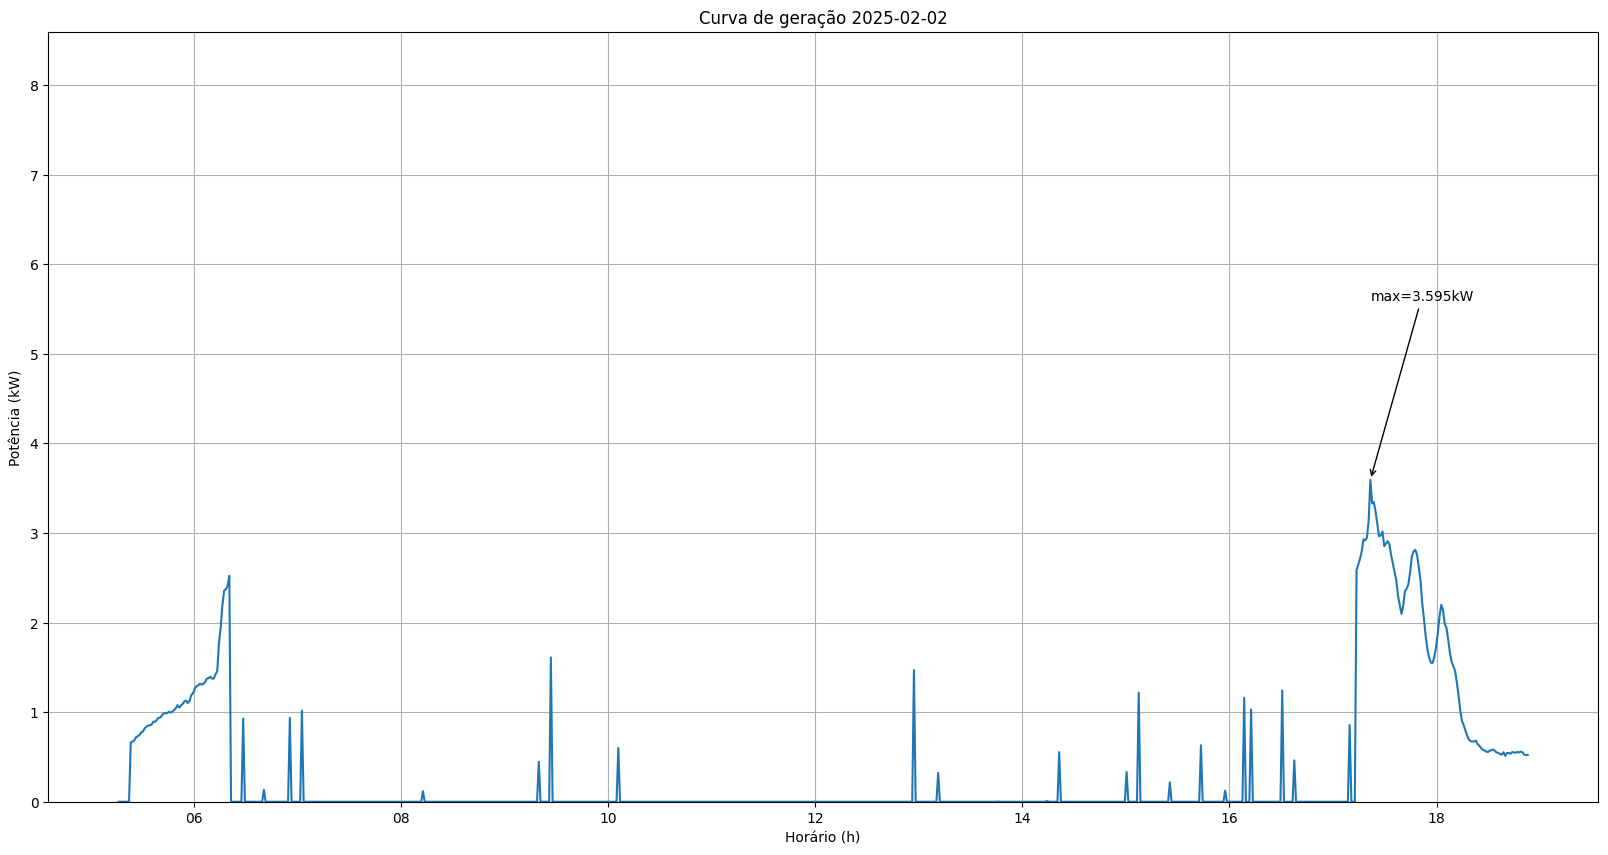 Curva de geração 2025-02-02
8
7
6
5
4
3
2
1
0
Potência (kW)
max=3.595kW
06 08 10 12 14 16 18
Horário (h)